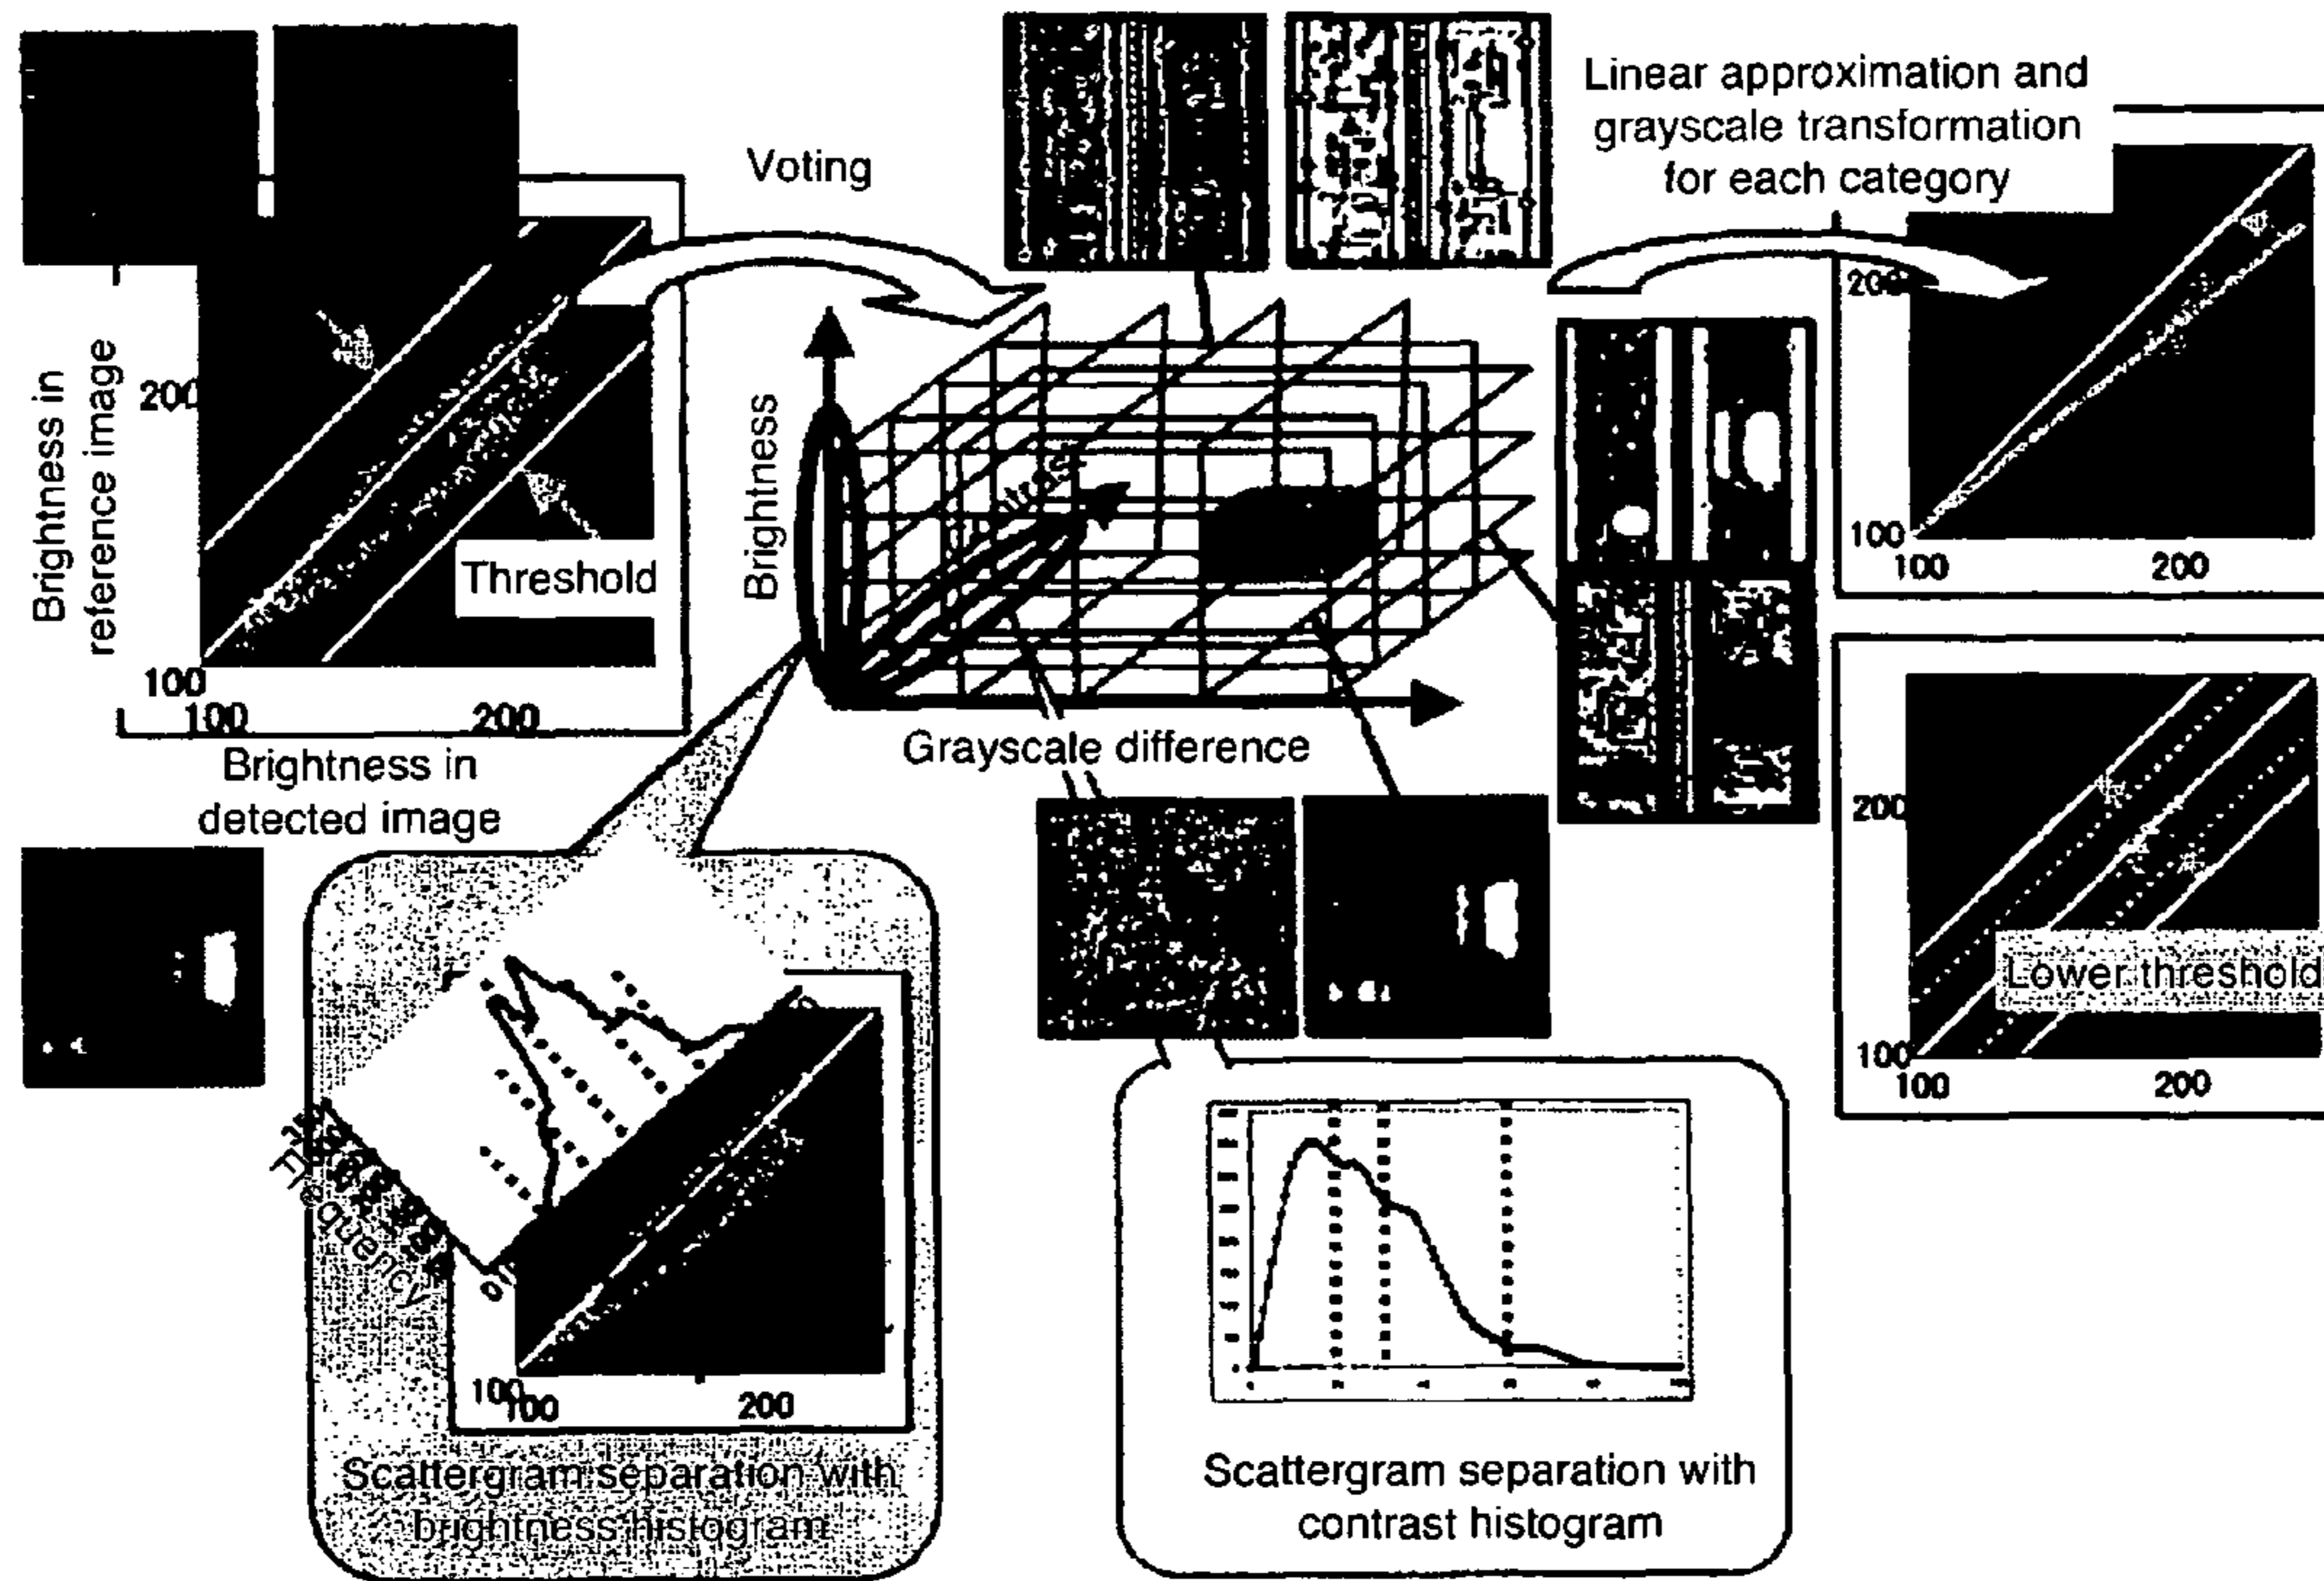 Voting
Linear approximation and
grayscale transformation
for each category
Brightness in
reference image
200
Threshold
100
100
200
Brightness in
detected image
Brightness
Grayscale difference
200
100
100
200
200
Lower threshold
100
100
200
Frequency
100
100
200
Scattergram separation with
brightness histogram
Scattergram separation with
contrast histogram